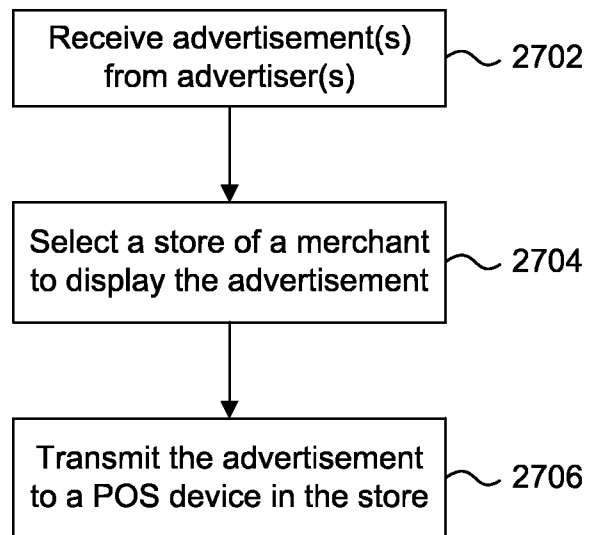 Receive advertisement(s)
from advertiser(s)
2702
Select a store of a merchant
to display the advertisement
2704
Transmit the advertisement
to a POS device in the store
2706